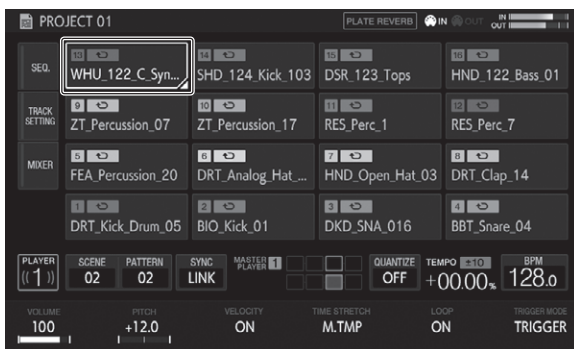 PROJECT 01 PLATE REVERB IN OUT IN OUT
SEQ.
13 14 15 16
WHU_122_C_Syn... SHD_124_Kick_103 DSR_123_Tops HND_122_Bass_01
TRACK SETTING
9 10 11 12
ZT_Percussion_07 ZT_Percussion_17 RES_Perc_1 RES_Perc_7
MIXER
5 6 7 8
FEA_Percussion_20 DRT_Analog_Hat_... HND_Open_Hat_03 DRT_Clap_14
1 2 3 4
DRT_Kick_Drum_05 BIO_Kick_01 DKD_SNA_016 BBT_Snare_04
PLAYER SCENE PATTERN SYNC MASTER PLAYER 1 QUANTIZE TEMPO ±10 BPM
1 02 02 LINK OFF +00.00% 128.0
VOLUME PITCH VELOCITY TIME STRETCH LOOP TRIGGER MODE
100 +12.0 ON M.TMP ON TRIGGER